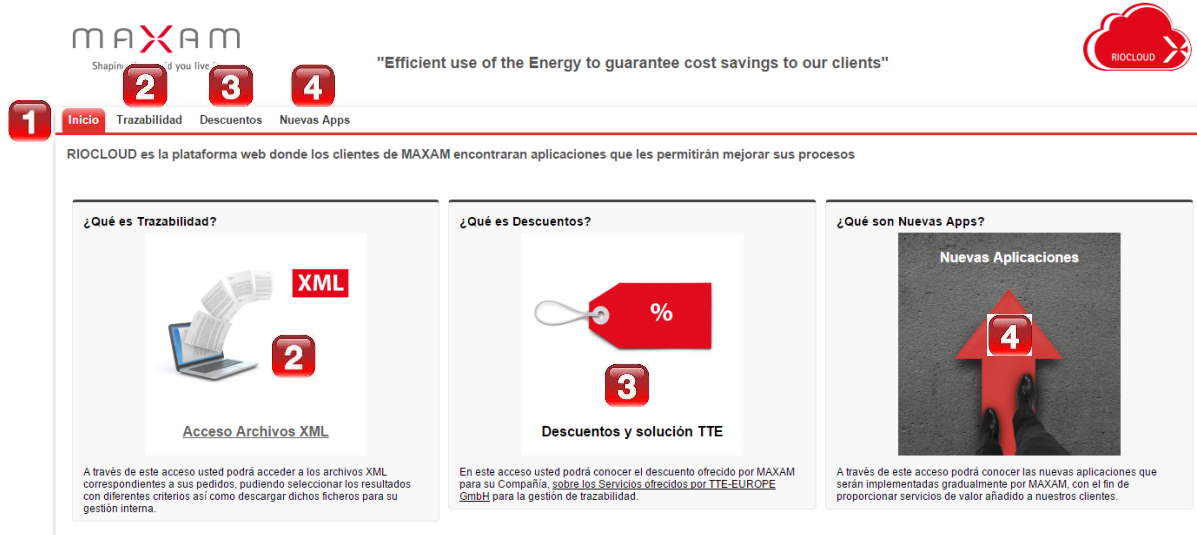 MAXAM
RIOCLOUD
"Efficient use of the Energy to guarantee cost savings to our clients"
Shaping you live
2 3 4
1 Inicio Trazabilidad Descuentos Nuevas Apps
RIOCLOUD es la plataforma web donde los clientes de MAXAM encontraran aplicaciones que les permitirán mejorar sus procesos
¿Qué es Trazabilidad?
XML
2
Acceso Archivos XML
A través de este acceso usted podrá acceder a los archivos XML
correspondientes a sus pedidos, pudiendo seleccionar los resultados
con diferentes criterios así como descargar dichos ficheros para su
gestión interna.
¿Qué es Descuentos?
%
3
Descuentos y solución TTE
En este acceso usted podrá conocer el descuento ofrecido por MAXAM
para su Compañía, sobre los Servicios ofrecidos por TTE-EUROPE
GmbH para la gestión de trazabilidad.
¿Qué son Nuevas Apps?
Nuevas Aplicaciones
4
A través de este acceso podrá conocer las nuevas aplicaciones que
serán implementadas gradualmente por MAXAM, con el fin de
proporcionar servicios de valor añadido a nuestros clientes.